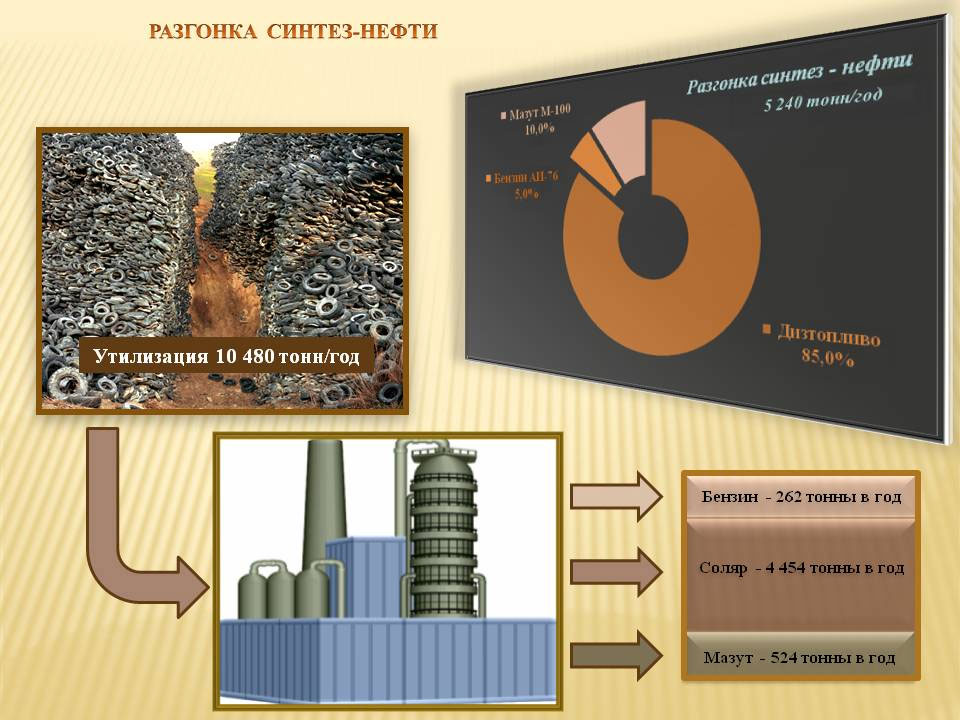 РАЗГОНКА СИНТЕЗ-НЕФТИ
Разгонка синтез - нефти
5 240 тонн/год
Мазут М-100
10,0%
Бензин АИ-76
5,0%
Дизтопливо
85,0%
Утилизация 10 480 тонн/год
Бензин - 262 тонны в год
Соляр - 4 454 тонны в год
Мазут - 524 тонны в год